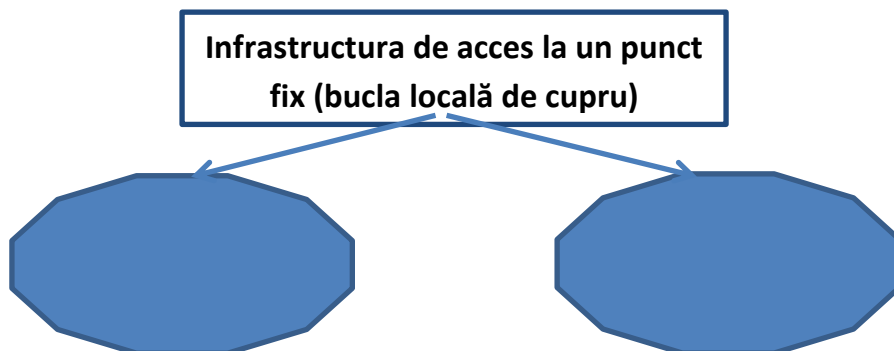 Infrastructura de acces la un punct
fix (bucla locală de cupru)